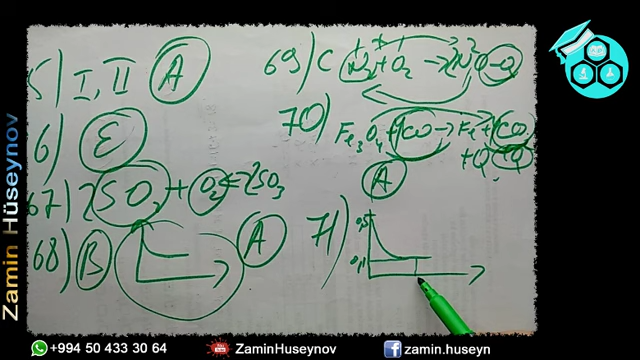 5) I, II (A)
6) (E)
67) 2SO2 + O2 ⇄ 2SO3
68) (B) (A)
69) C N2 + O2 → 2NO - Q
70) Fe3O4 + 4CO → Fe + CO2
+ Q
(A)
71) 0,5
0,1
Zamin Hüseynov
+994 50 433 30 64
ZaminHuseynov
zamin.huseyn